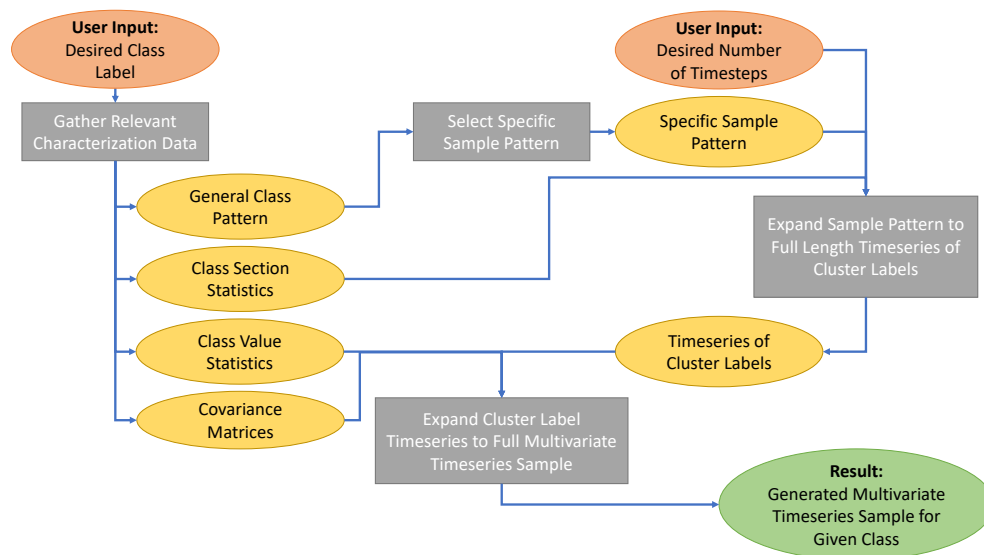 User Input:
Desired Class
Label
User Input:
Desired Number
of Timesteps
Gather Relevant
Characterization Data
Select Specific
Sample Pattern
Specific Sample
Pattern
General Class
Pattern
Expand Sample Pattern to
Full Length Timeseries of
Cluster Labels
Class Section
Statistics
Class Value
Statistics
Timeseries of
Cluster Labels
Covariance
Matrices
Expand Cluster Label
Timeseries to Full Multivariate
Timeseries Sample
Result:
Generated Multivariate
Timeseries Sample for
Given Class